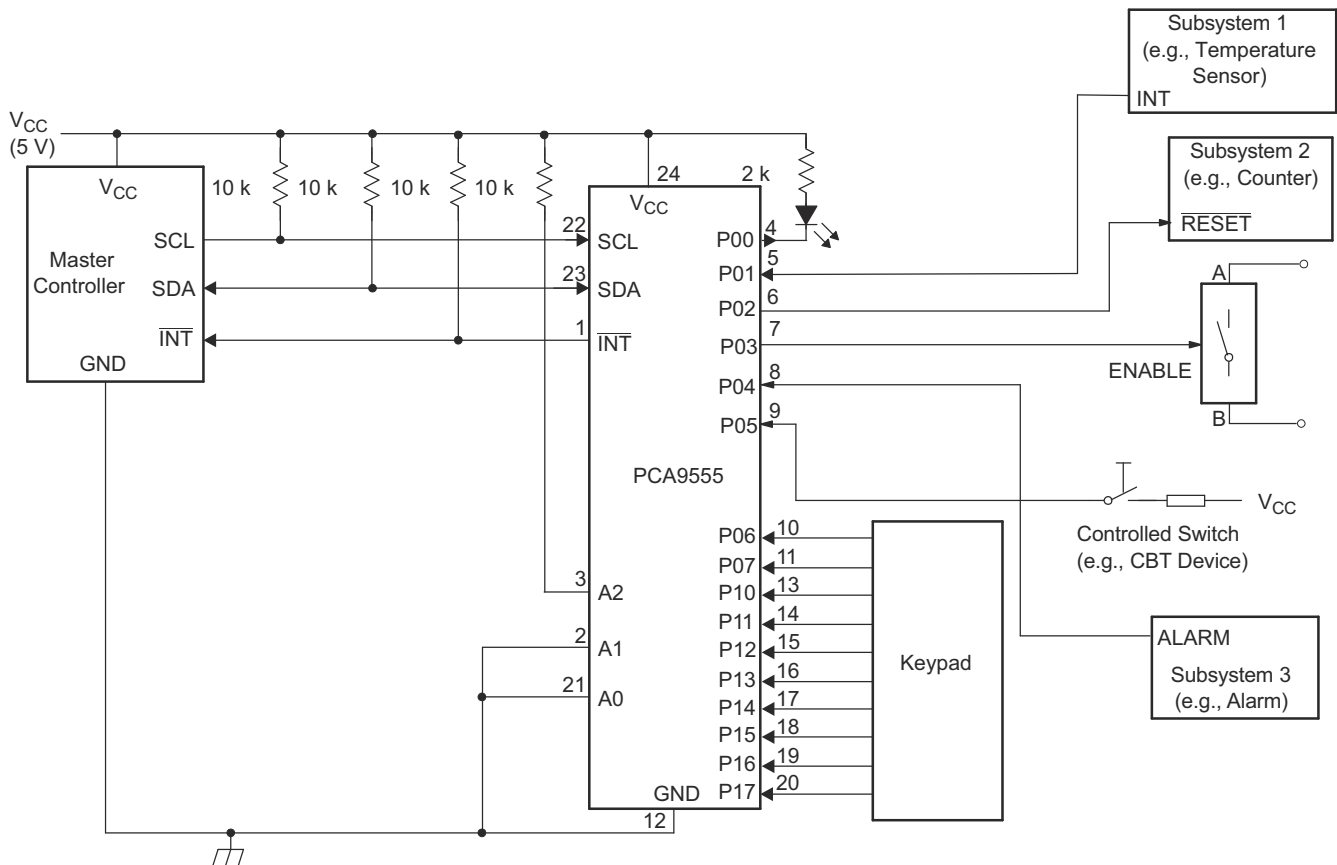 Subsystem 1
(e.g., Temperature
Sensor)
INT
VCC
(5 V)
VCC
10 k
10 k
10 k
10 k
24
2 k
VCC
Subsystem 2
(e.g., Counter)
RESET
SCL
22
SCL
P00
4
Master
Controller
SDA
23
SDA
P01
5
P02
6
A
INT
1
INT
P03
7
GND
ENABLE
P04
8
B
P05
9
PCA9555
VCC
Controlled Switch
(e.g., CBT Device)
P06
10
P07
11
3
A2
P10
13
P11
14
2
A1
P12
15
Keypad
ALARM
P13
16
21
A0
Subsystem 3
(e.g., Alarm)
P14
17
P15
18
P16
19
GND
P17
20
12